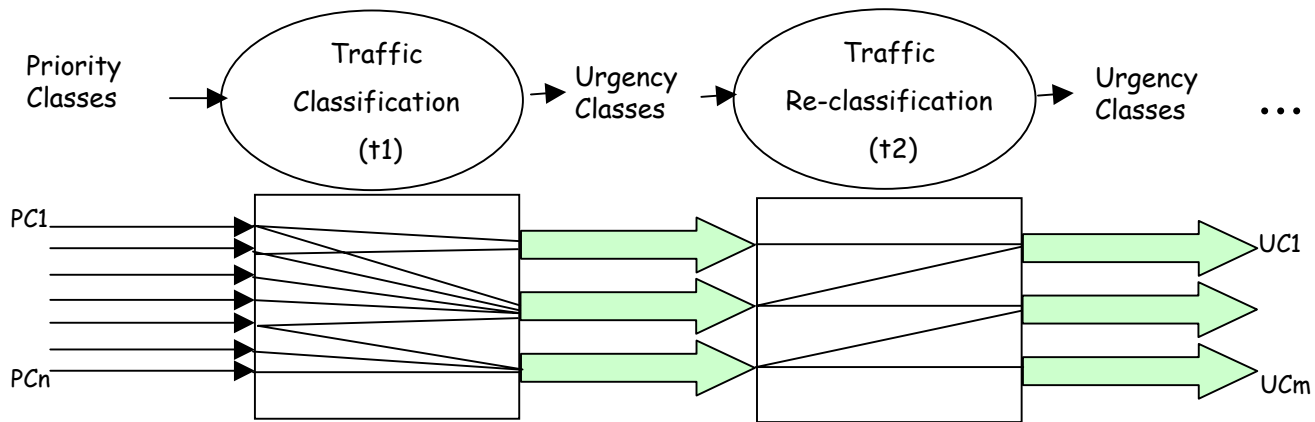 Priority
Classes
Traffic
Classification
(t1)
Urgency
Classes
Traffic
Re-classification
(t2)
Urgency
Classes
...
PC1
PCn
UC1
UCm